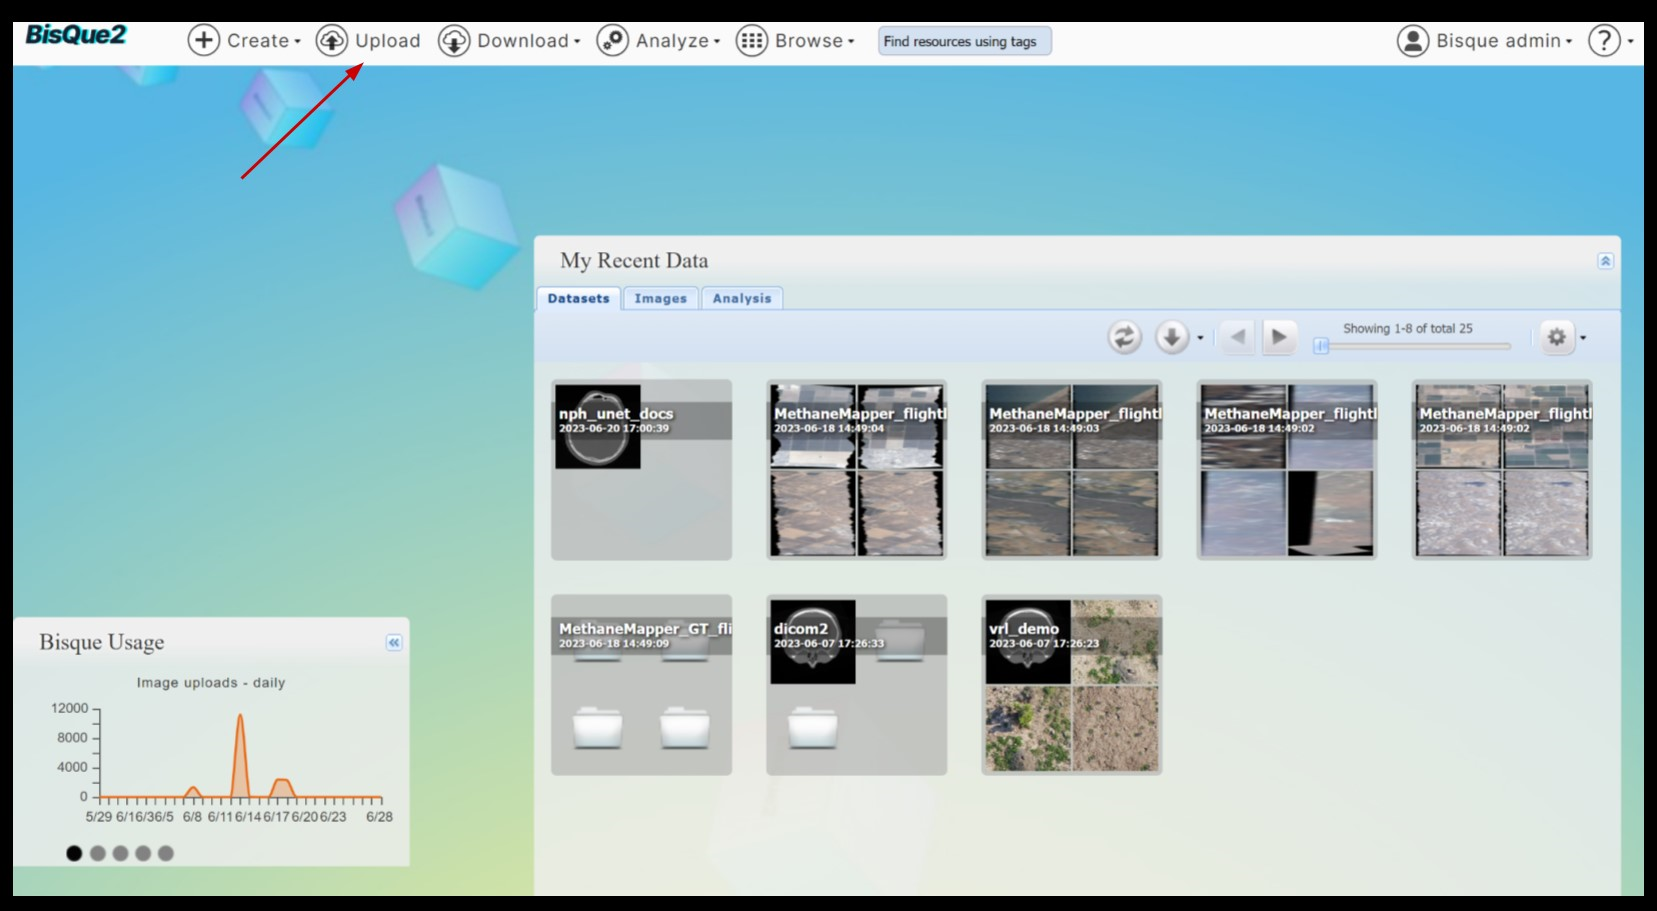 BisQue2
Create
Upload
Download
Analyze
Browse
Find resources using tags
Bisque admin
?
My Recent Data
Datasets
Images
Analysis
Showing 1-8 of total 25
nph_unet_docs
2023-06-20 17:00:39
MethaneMapper_flightl
2023-06-18 14:49:04
MethaneMapper_flightl
2023-06-18 14:49:03
MethaneMapper_flightl
2023-06-18 14:49:02
MethaneMapper_flightl
2023-06-18 14:49:02
MethaneMapper_GT_fli
2023-06-18 14:49:09
dicom2
2023-06-07 17:26:33
vrl_demo
2023-06-07 17:26:23
Bisque Usage
Image uploads - daily
12000
8000
4000
0
5/29 6/1 6/3 6/5 6/8 6/11 6/14 6/17 6/20 6/23 6/28